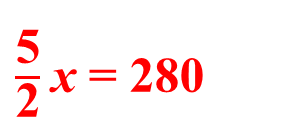 5/2 x = 280